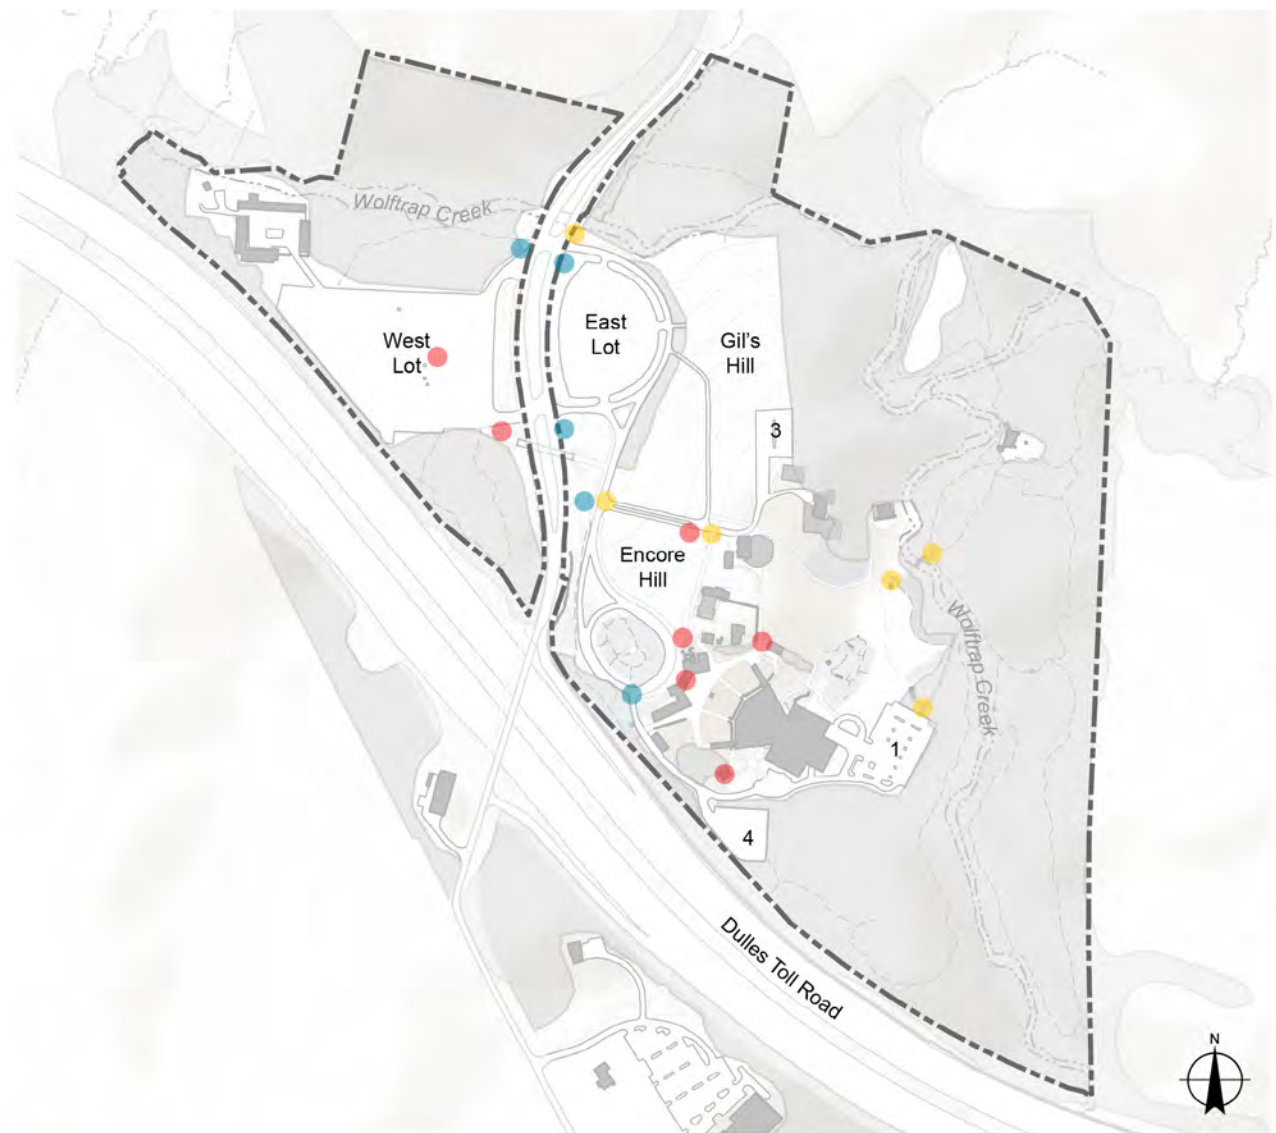 Wolftrap Creek
East
Lot
West
Lot
Gil's
Hill
3
Encore
Hill
Wolftrap Creek
1
4
Dulles Toll Road
N